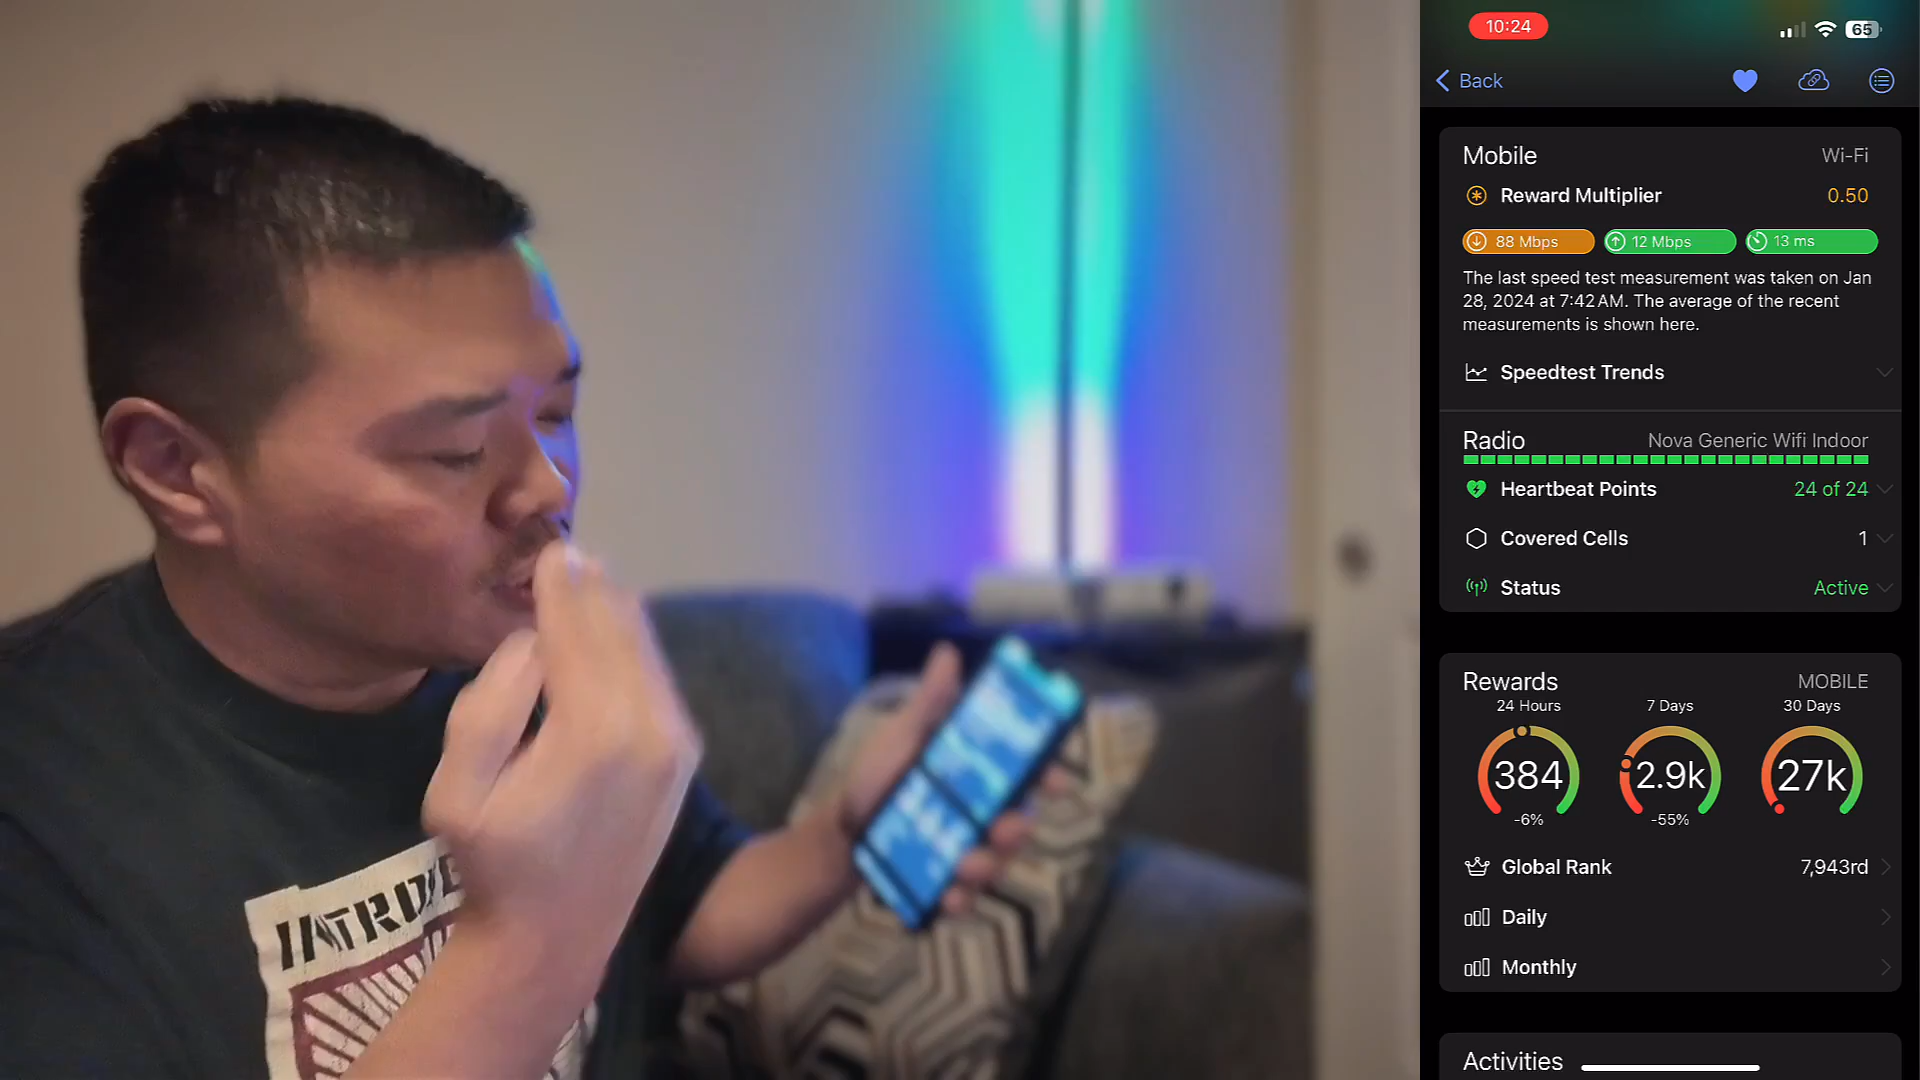 10:24
65
Back
Mobile
Wi-Fi
Reward Multiplier
0.50
88 Mbps
12 Mbps
13 ms
The last speed test measurement was taken on Jan
28, 2024 at 7:42 AM. The average of the recent
measurements is shown here.
Speedtest Trends
Radio
Nova Generic Wifi Indoor
Heartbeat Points
24 of 24
Covered Cells
1
Status
Active
Rewards
MOBILE
24 Hours
7 Days
30 Days
384
2.9k
27k
-6%
-55%
Global Rank
7,943rd
Daily
Monthly
Activities